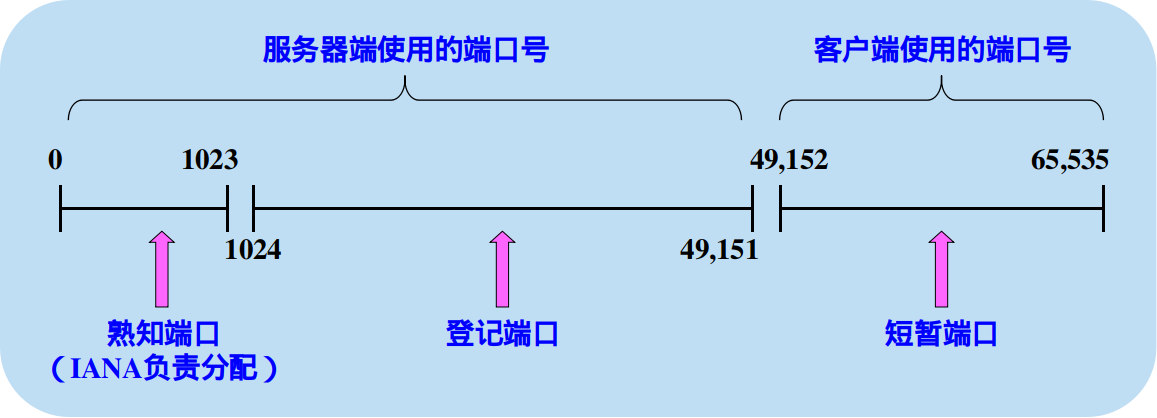 服务器端使用的端口号
客户端使用的端口号
0
1023
49,152
65,535
1024
49,151
熟知端口
（IANA负责分配）
登记端口
短暂端口